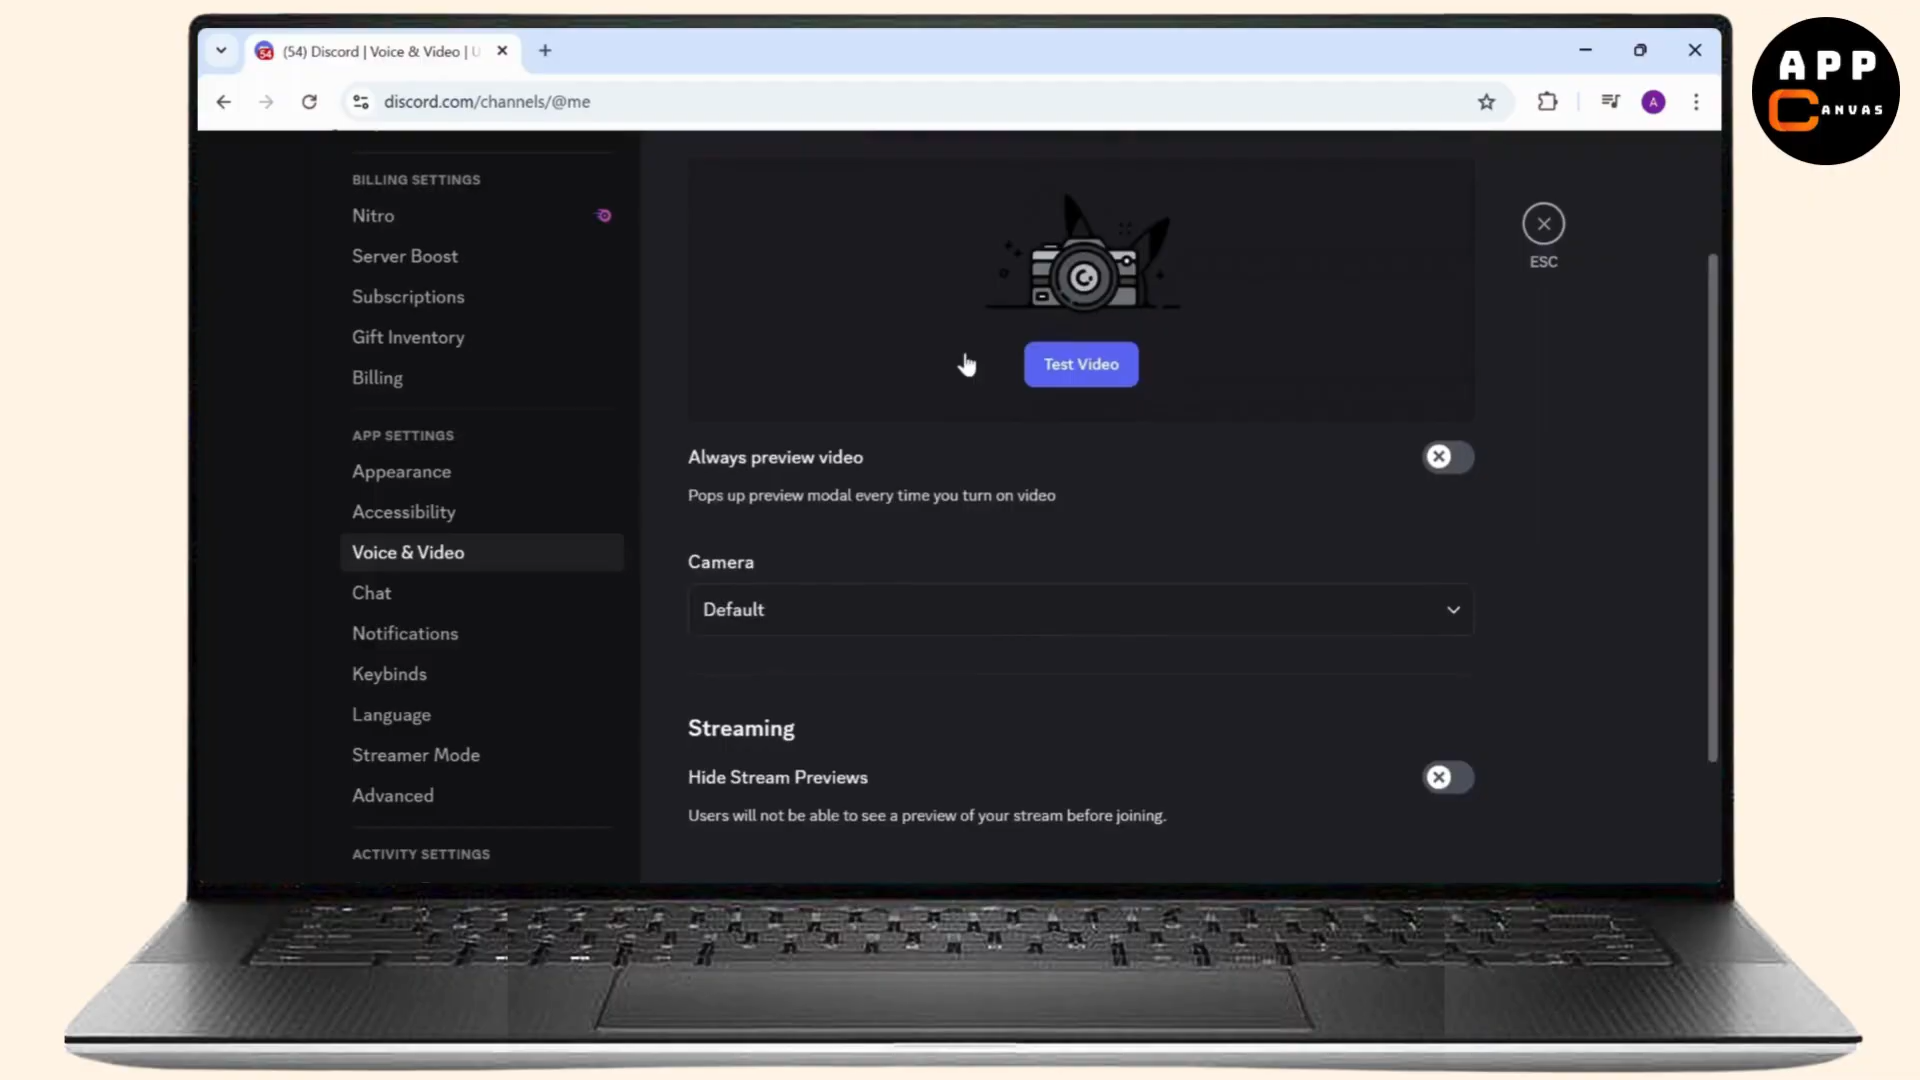 (54) Discord | Voice & Video | U
discord.com/channels/@me
A
APP
CANVAS
BILLING SETTINGS
Nitro
Server Boost
Subscriptions
Gift Inventory
Billing
APP SETTINGS
Appearance
Accessibility
Voice & Video
Chat
Notifications
Keybinds
Language
Streamer Mode
Advanced
ACTIVITY SETTINGS
Test Video
ESC
Always preview video
Pops up preview modal every time you turn on video
Camera
Default
Streaming
Hide Stream Previews
Users will not be able to see a preview of your stream before joining.